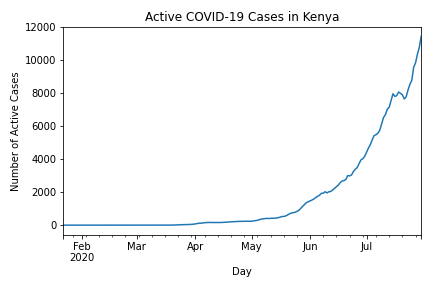 Active COVID-19 Cases in Kenya
12000
10000
8000
6000
4000
2000
0
Number of Active Cases
Feb
2020
Mar
Apr
May
Jun
Jul
Day